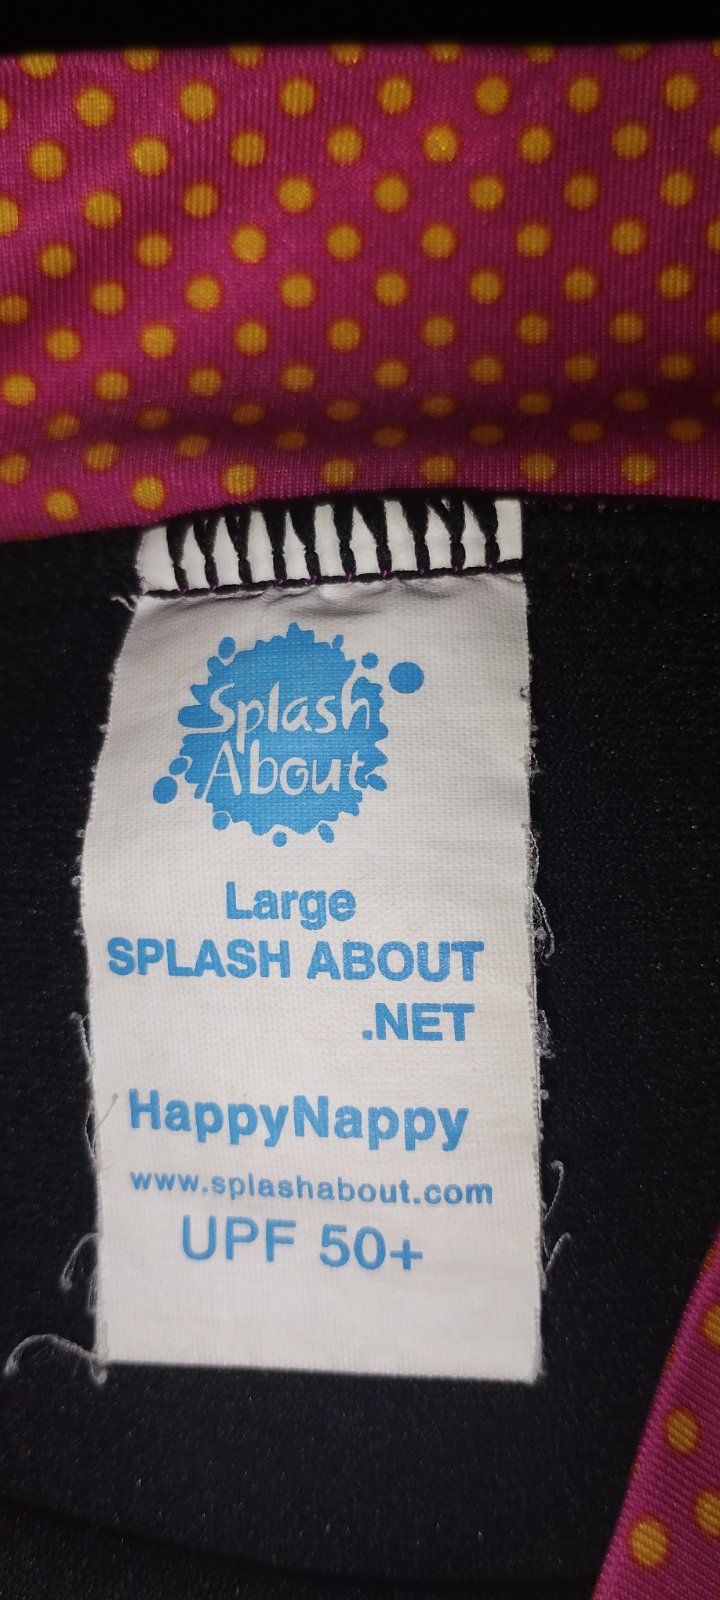 Splash
About
Large
SPLASH ABOUT
.NET
HappyNappy
www.splashabout.com
UPF 50+